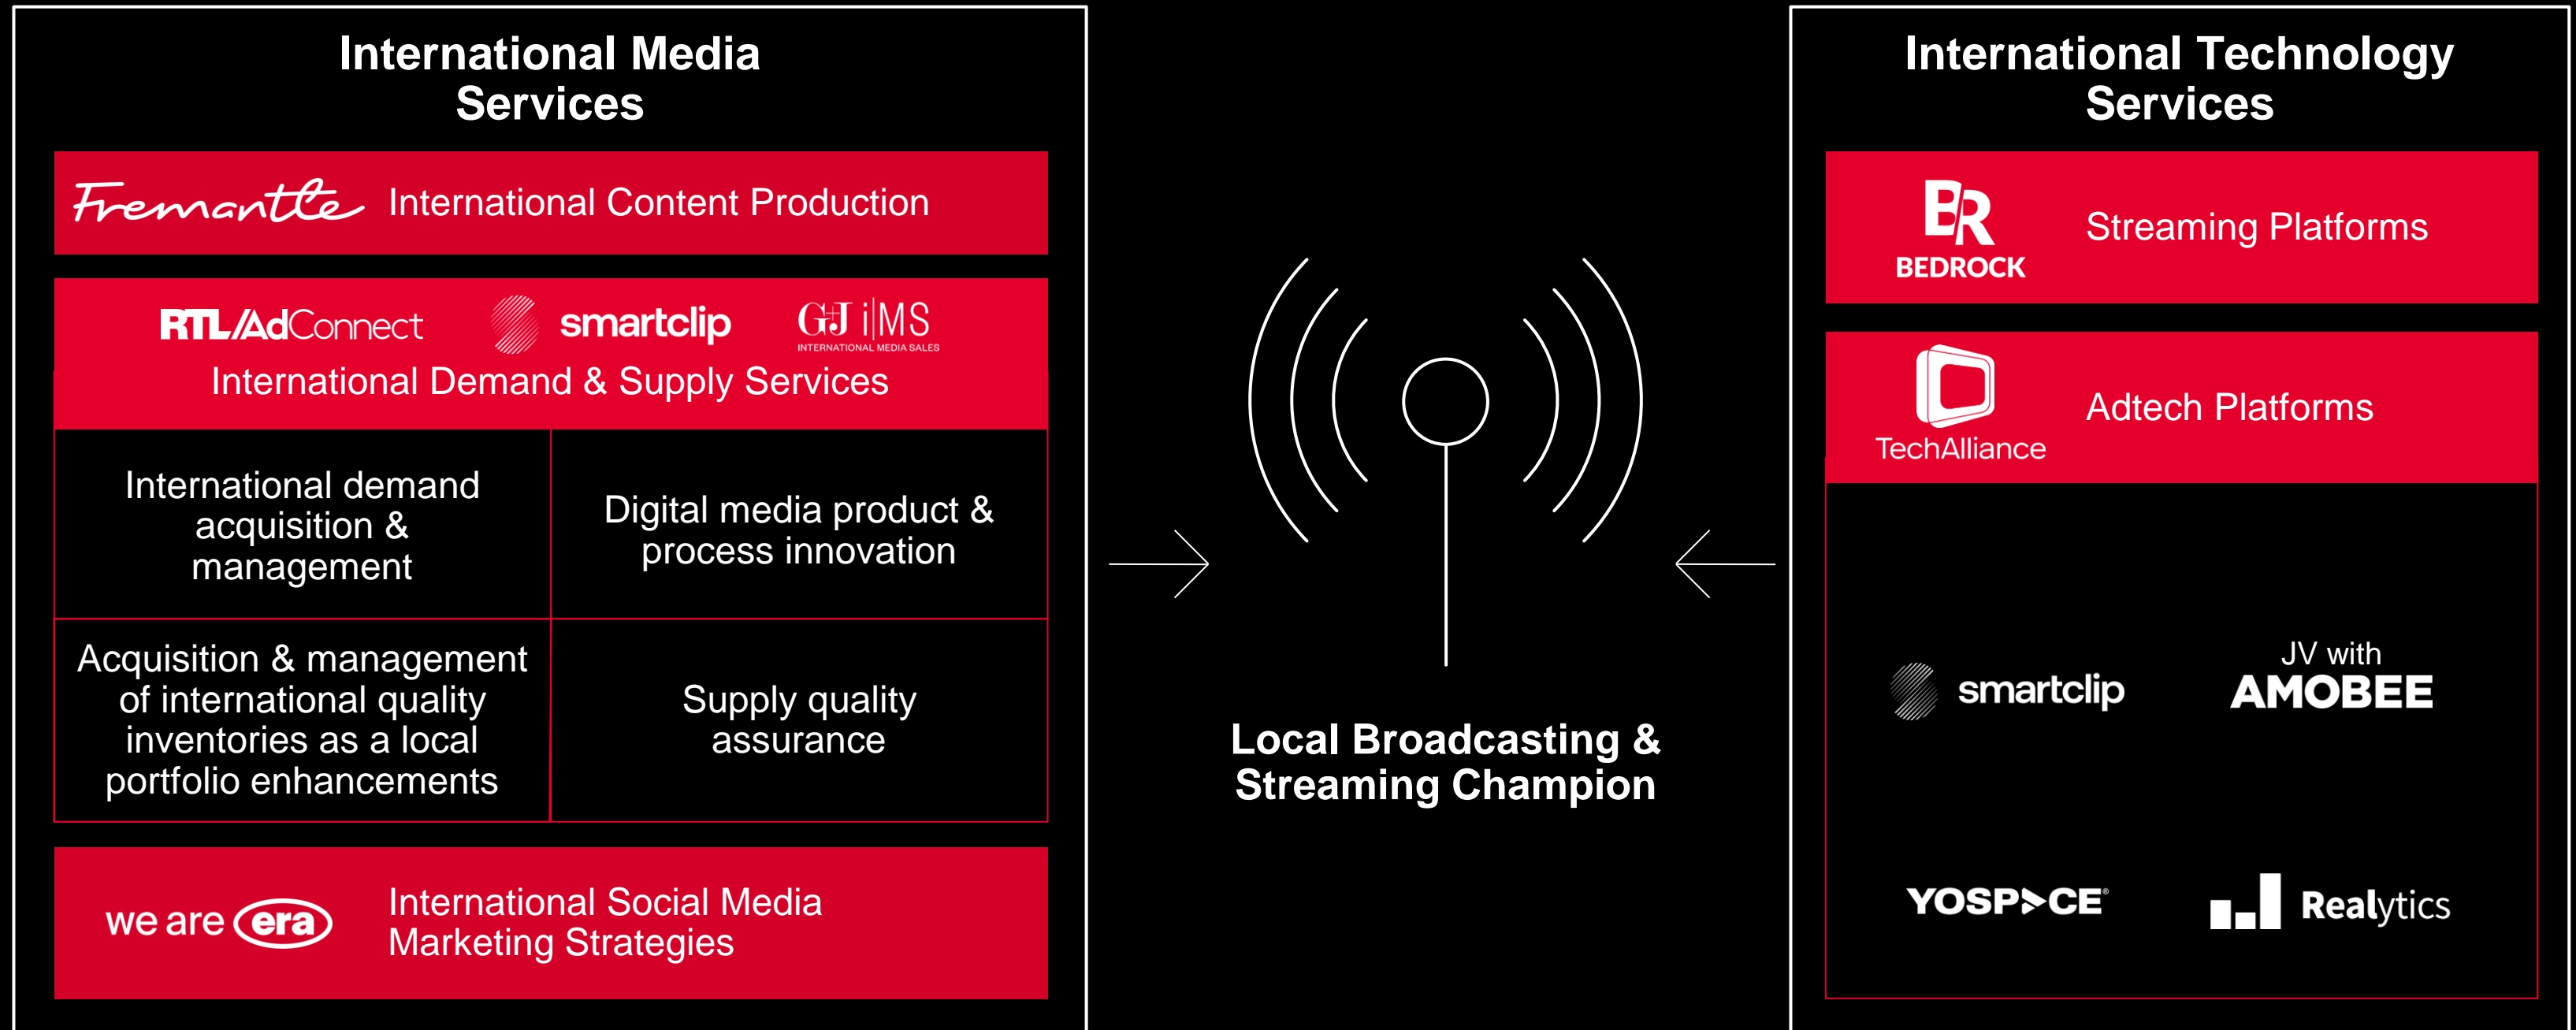 International Media
Services
Fremantle International Content Production
RTL/AdConnect smartclip G+J i|MS
INTERNATIONAL MEDIA SALES
International Demand & Supply Services
International demand
acquisition &
management
Digital media product &
process innovation
Acquisition & management
of international quality
inventories as a local
portfolio enhancements
Supply quality
assurance
we are era
International Social Media
Marketing Strategies
Local Broadcasting &
Streaming Champion
International Technology
Services
BR
BEDROCK
Streaming Platforms
TechAlliance
Adtech Platforms
smartclip
JV with
AMOBEE
YOSPACE®
Realytics